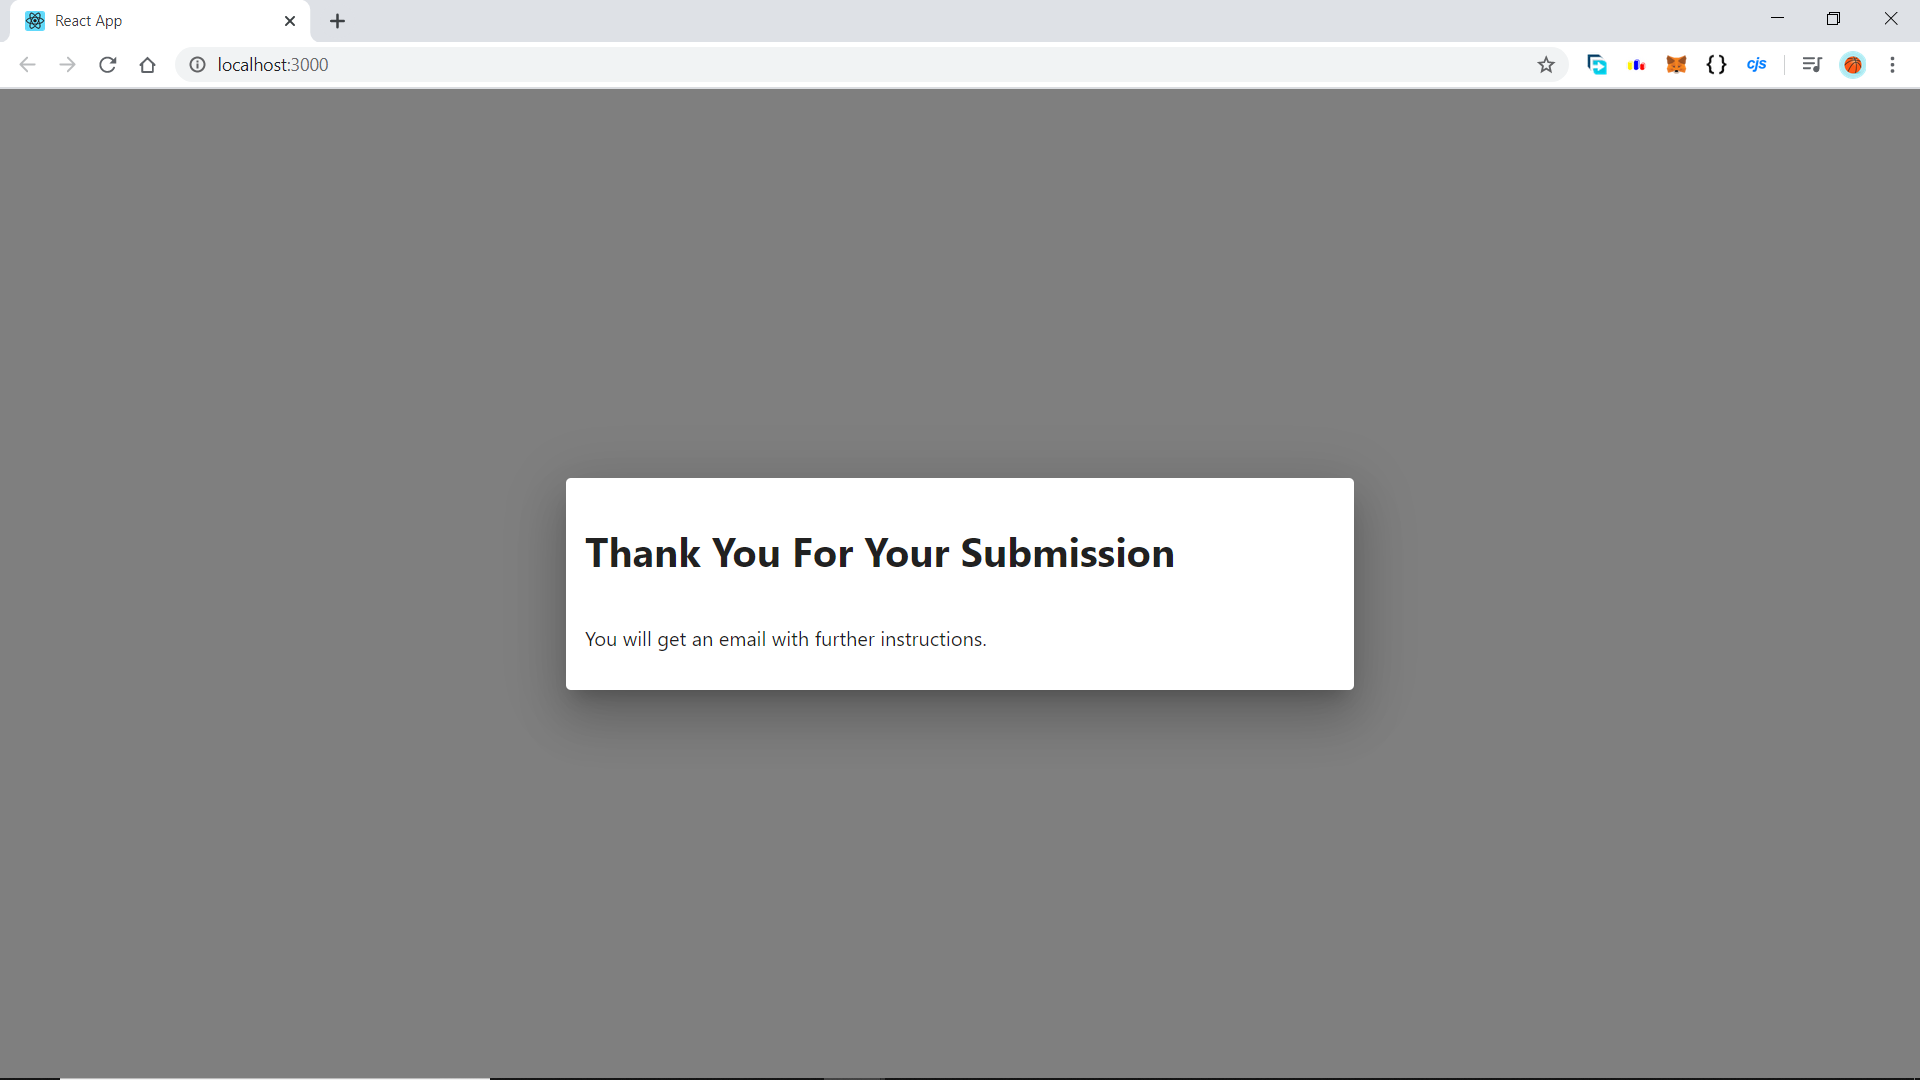 React App
localhost:3000
{ }
cjs
Thank You For Your Submission
You will get an email with further instructions.